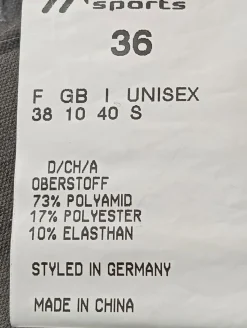 sports
36
F GB I UNISEX
38 10 40 S
D/CH/A
OBERSTOFF
73% POLYAMID
17% POLYESTER
10% ELASTHAN
STYLED IN GERMANY
MADE IN CHINA